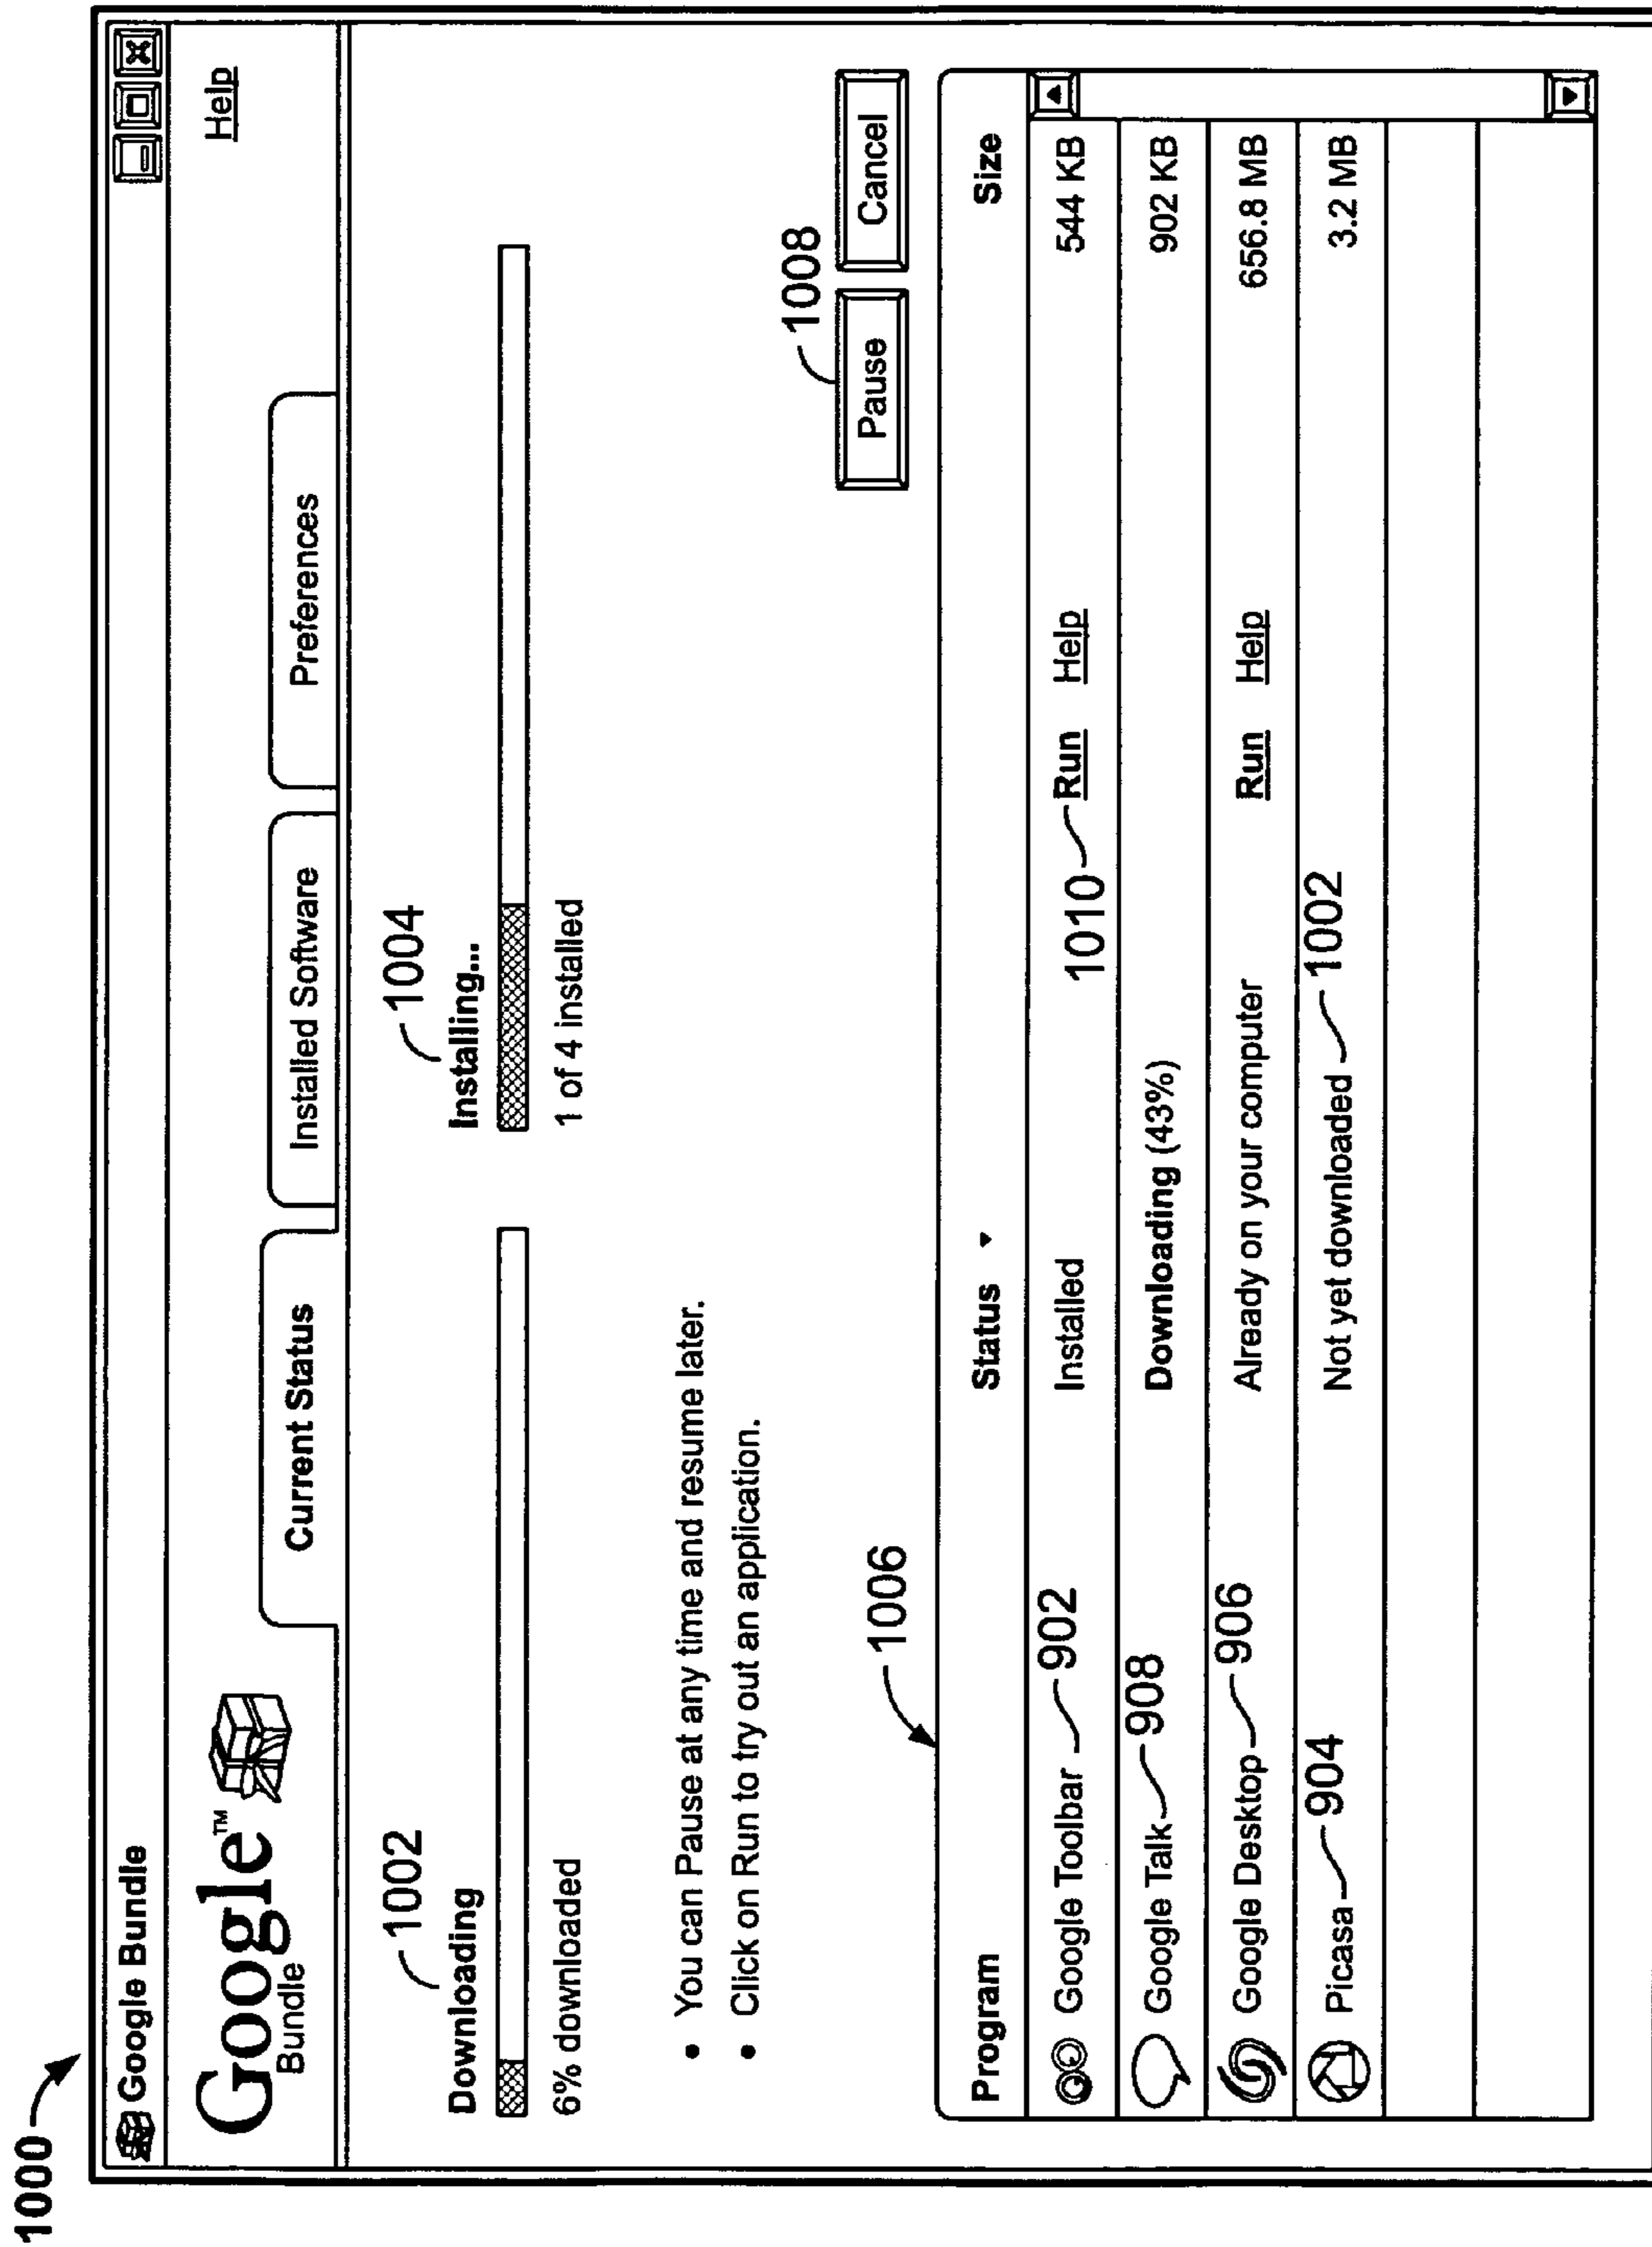 1000
Google Bundle
Google™
Bundle
Help
Current Status
Installed Software
Preferences
1002
1004
Downloading
Installing...
6% downloaded
1 of 4 installed
• You can Pause at any time and resume later.
• Click on Run to try out an application.
1008
Pause
Cancel
1006
Program Status Size
Google Toolbar 902 Installed 1010 Run Help 544 KB
Google Talk 908 Downloading (43%) 902 KB
Google Desktop 906 Already on your computer Run Help 656.8 MB
Picasa 904 Not yet downloaded 1002 3.2 MB